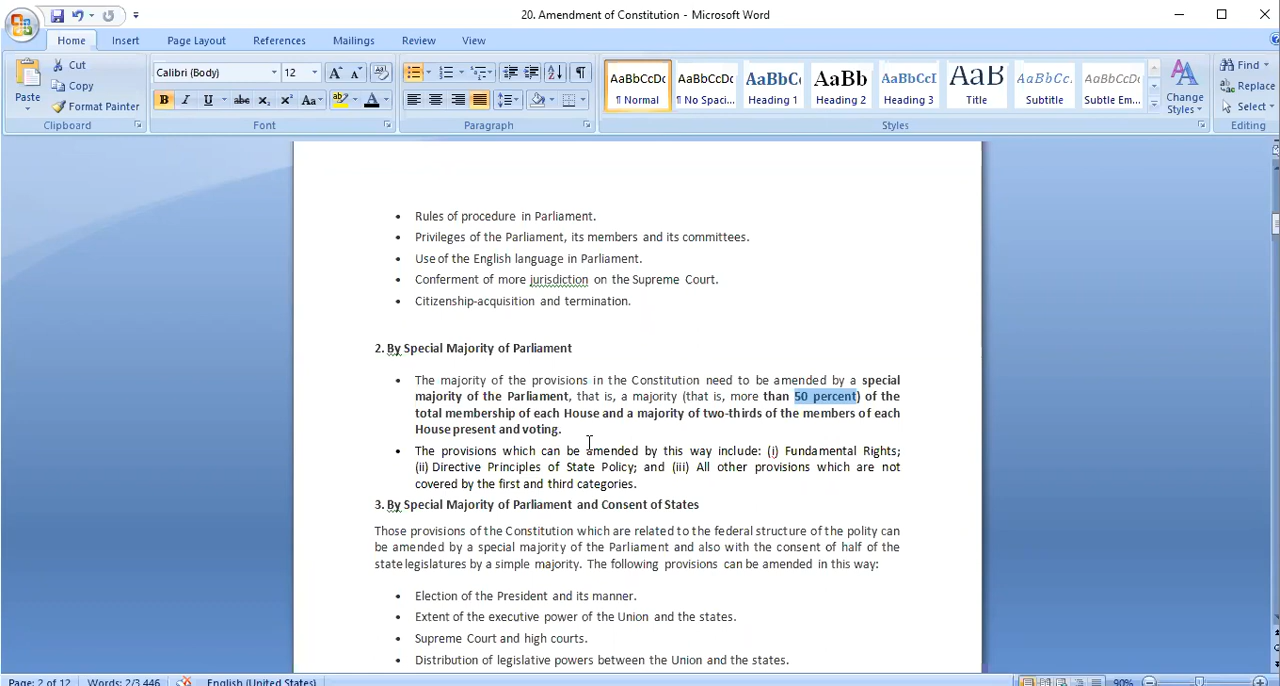 20. Amendment of Constitution - Microsoft Word
Home Insert Page Layout References Mailings Review View
Cut
Copy
Format Painter
Paste
Clipboard
Calibri (Body) 12
B I U abc X₂ X² Aa
Font
Paragraph
AaBbCcDc AaBbCcDc AaBbC AaBb AaBbCcI AaB AaBbCc. AaBbCcDc
¶ Normal ¶ No Spaci... Heading 1 Heading 2 Heading 3 Title Subtitle Subtle Em...
Change
Styles
Styles
Find
Replace
Select
Editing
• Rules of procedure in Parliament.
• Privileges of the Parliament, its members and its committees.
• Use of the English language in Parliament.
• Conferment of more jurisdiction on the Supreme Court.
• Citizenship-acquisition and termination.
2. By Special Majority of Parliament
• The majority of the provisions in the Constitution need to be amended by a special
majority of the Parliament, that is, a majority (that is, more than 50 percent) of the
total membership of each House and a majority of two-thirds of the members of each
House present and voting.
• The provisions which can be amended by this way include: (i) Fundamental Rights;
(ii) Directive Principles of State Policy; and (iii) All other provisions which are not
covered by the first and third categories.
3. By Special Majority of Parliament and Consent of States
Those provisions of the Constitution which are related to the federal structure of the polity can
be amended by a special majority of the Parliament and also with the consent of half of the
state legislatures by a simple majority. The following provisions can be amended in this way:
• Election of the President and its manner.
• Extent of the executive power of the Union and the states.
• Supreme Court and high courts.
• Distribution of legislative powers between the Union and the states.
Page: 2 of 12 Words: 2/3,446 English (United States) 90%